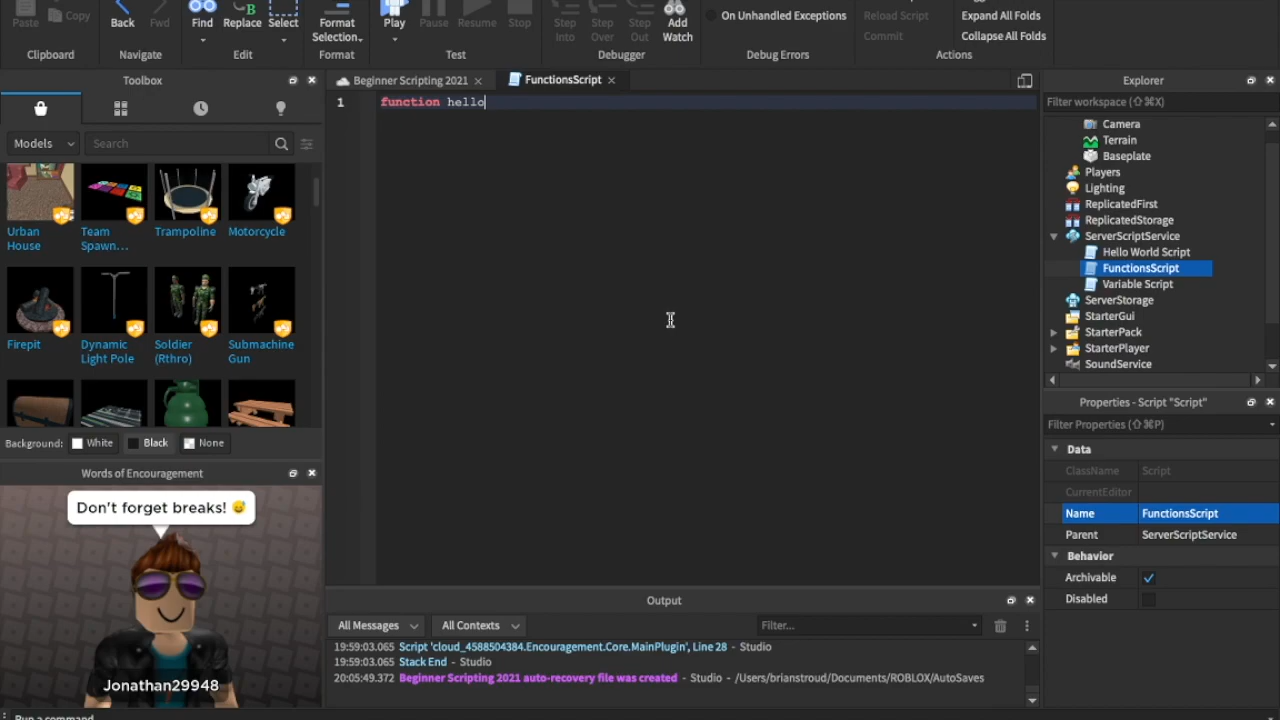 Paste
Copy
Clipboard
Back
Fwd
Navigate
Find
Replace
Select
Edit
Format
Selection
Format
Play
Pause
Resume
Stop
Test
Step
Into
Step
Over
Step
Out
Add
Watch
Debugger
On Unhandled Exceptions
Debug Errors
Reload Script
Commit
Expand All Folds
Collapse All Folds
Actions
Toolbox
Models
Search
Urban
House
Team
Spawn...
Trampoline
Motorcycle
Firepit
Dynamic
Light Pole
Soldier
(Rthro)
Submachine
Gun
Background:
White
Black
None
Words of Encouragement
Don't forget breaks! 😅
Jonathan29948
Beginner Scripting 2021
FunctionsScript
1 function hello
Output
All Messages
All Contexts
Filter...
19:59:03.065 Script 'cloud_4588504384.Encouragement.Core.MainPlugin', Line 28 - Studio
19:59:03.065 Stack End - Studio
20:05:49.372 Beginner Scripting 2021 auto-recovery file was created - Studio - /Users/brianstroud/Documents/ROBLOX/AutoSaves
Explorer
Filter workspace (⇧⌘X)
Camera
Terrain
Baseplate
Players
Lighting
ReplicatedFirst
ReplicatedStorage
ServerScriptService
Hello World Script
FunctionsScript
Variable Script
ServerStorage
StarterGui
StarterPack
StarterPlayer
SoundService
Properties - Script "Script"
Filter Properties (⇧⌘P)
Data
ClassName Script
CurrentEditor
Name FunctionsScript
Parent ServerScriptService
Behavior
Archivable
Disabled
Run a command